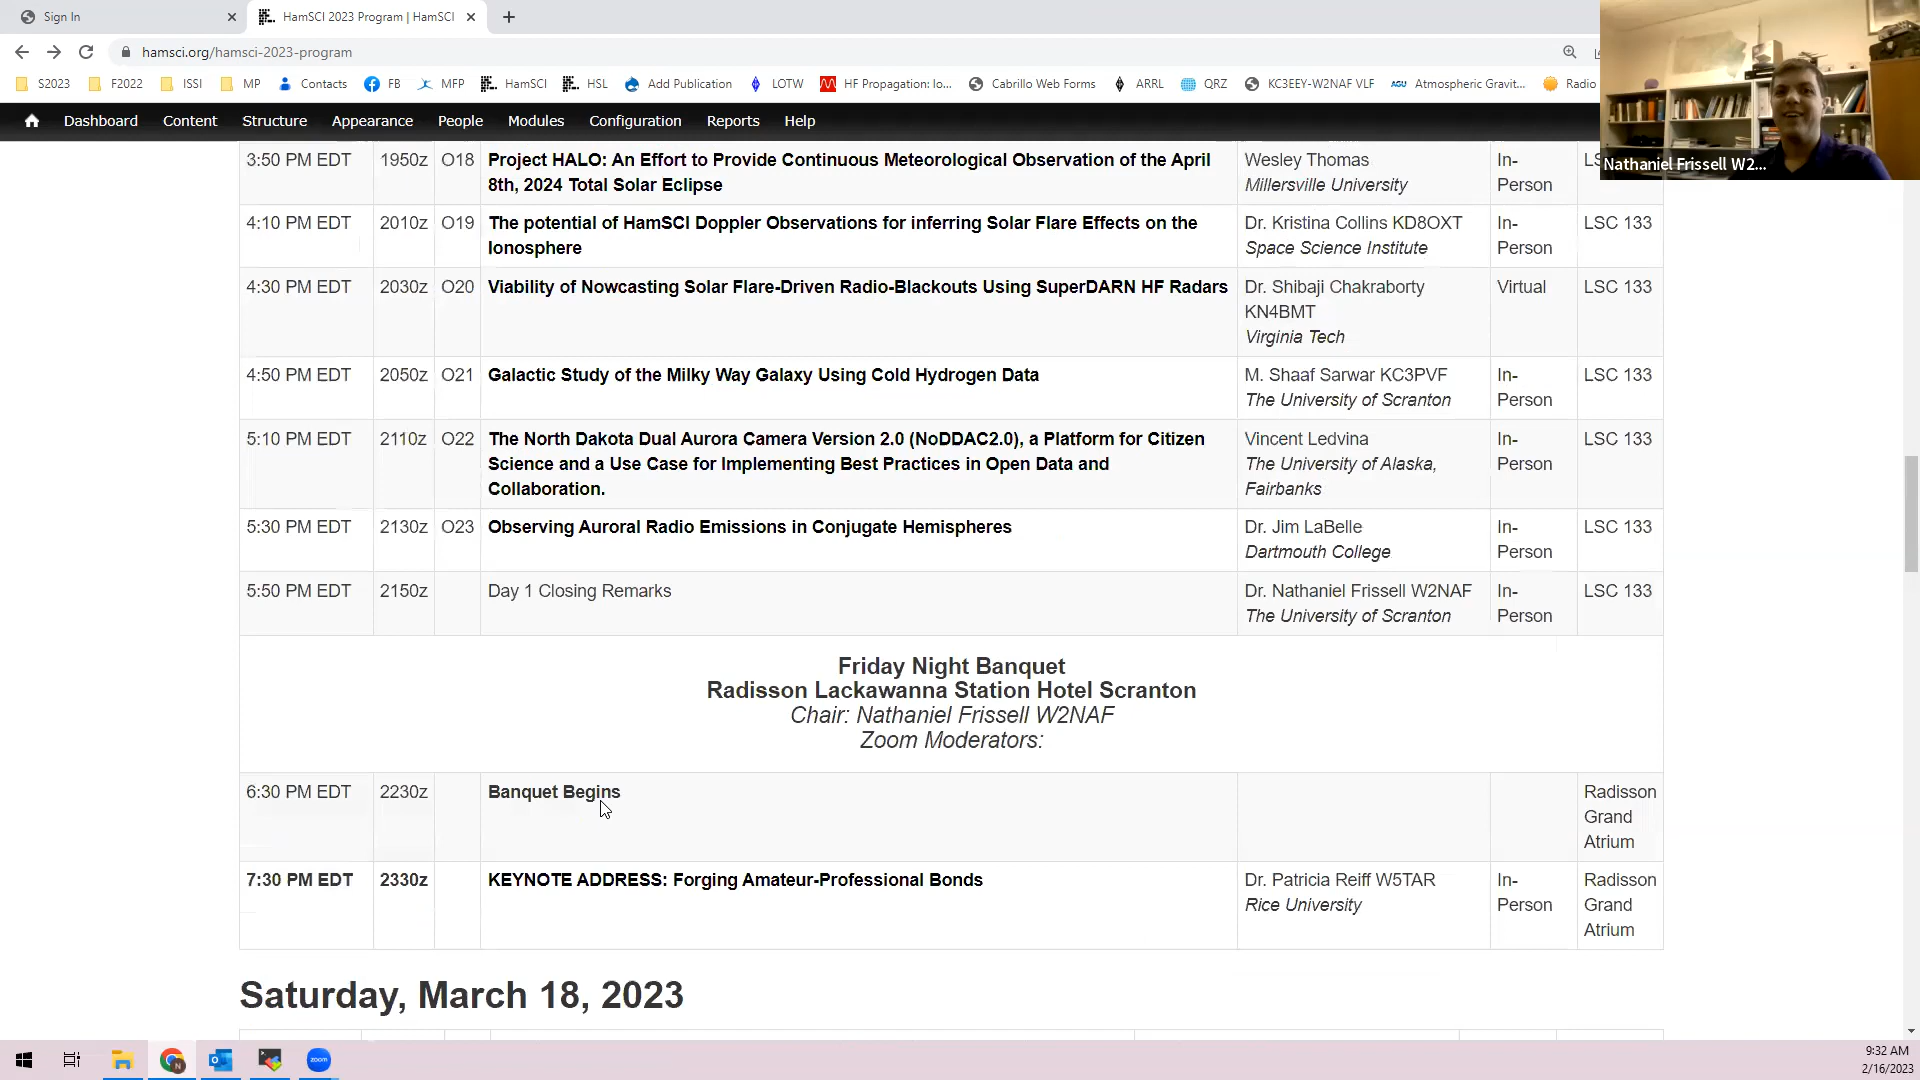 Sign In
HamSCI 2023 Program | HamSCI
hamsci.org/hamsci-2023-program
S2023 F2022 ISSI MP Contacts FB MFP HamSCI HSL Add Publication LOTW HF Propagation: Io... Cabrillo Web Forms ARRL QRZ KC3EEY-W2NAF VLF AGU Atmospheric Gravit... Radio
Dashboard Content Structure Appearance People Modules Configuration Reports Help
Nathaniel Frissell W2...
3:50 PM EDT 1950z O18 Project HALO: An Effort to Provide Continuous Meteorological Observation of the April Wesley Thomas In- LS
8th, 2024 Total Solar Eclipse Millersville University Person
4:10 PM EDT 2010z O19 The potential of HamSCI Doppler Observations for inferring Solar Flare Effects on the Dr. Kristina Collins KD8OXT In- LSC 133
Ionosphere Space Science Institute Person
4:30 PM EDT 2030z O20 Viability of Nowcasting Solar Flare-Driven Radio-Blackouts Using SuperDARN HF Radars Dr. Shibaji Chakraborty Virtual LSC 133
KN4BMT
Virginia Tech
4:50 PM EDT 2050z O21 Galactic Study of the Milky Way Galaxy Using Cold Hydrogen Data M. Shaaf Sarwar KC3PVF In- LSC 133
The University of Scranton Person
5:10 PM EDT 2110z O22 The North Dakota Dual Aurora Camera Version 2.0 (NoDDAC2.0), a Platform for Citizen Vincent Ledvina In- LSC 133
Science and a Use Case for Implementing Best Practices in Open Data and The University of Alaska, Person
Collaboration. Fairbanks
5:30 PM EDT 2130z O23 Observing Auroral Radio Emissions in Conjugate Hemispheres Dr. Jim LaBelle In- LSC 133
Dartmouth College Person
5:50 PM EDT 2150z Day 1 Closing Remarks Dr. Nathaniel Frissell W2NAF In- LSC 133
The University of Scranton Person
Friday Night Banquet
Radisson Lackawanna Station Hotel Scranton
Chair: Nathaniel Frissell W2NAF
Zoom Moderators:
6:30 PM EDT 2230z Banquet Begins Radisson
Grand
Atrium
7:30 PM EDT 2330z KEYNOTE ADDRESS: Forging Amateur-Professional Bonds Dr. Patricia Reiff W5TAR In- Radisson
Rice University Person Grand
Atrium
Saturday, March 18, 2023
zoom
9:32 AM
2/16/2023